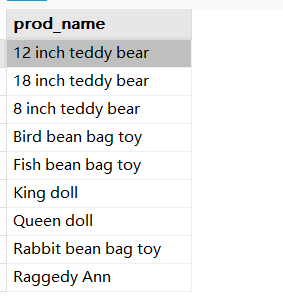 prod_name
12 inch teddy bear
18 inch teddy bear
8 inch teddy bear
Bird bean bag toy
Fish bean bag toy
King doll
Queen doll
Rabbit bean bag toy
Raggedy Ann